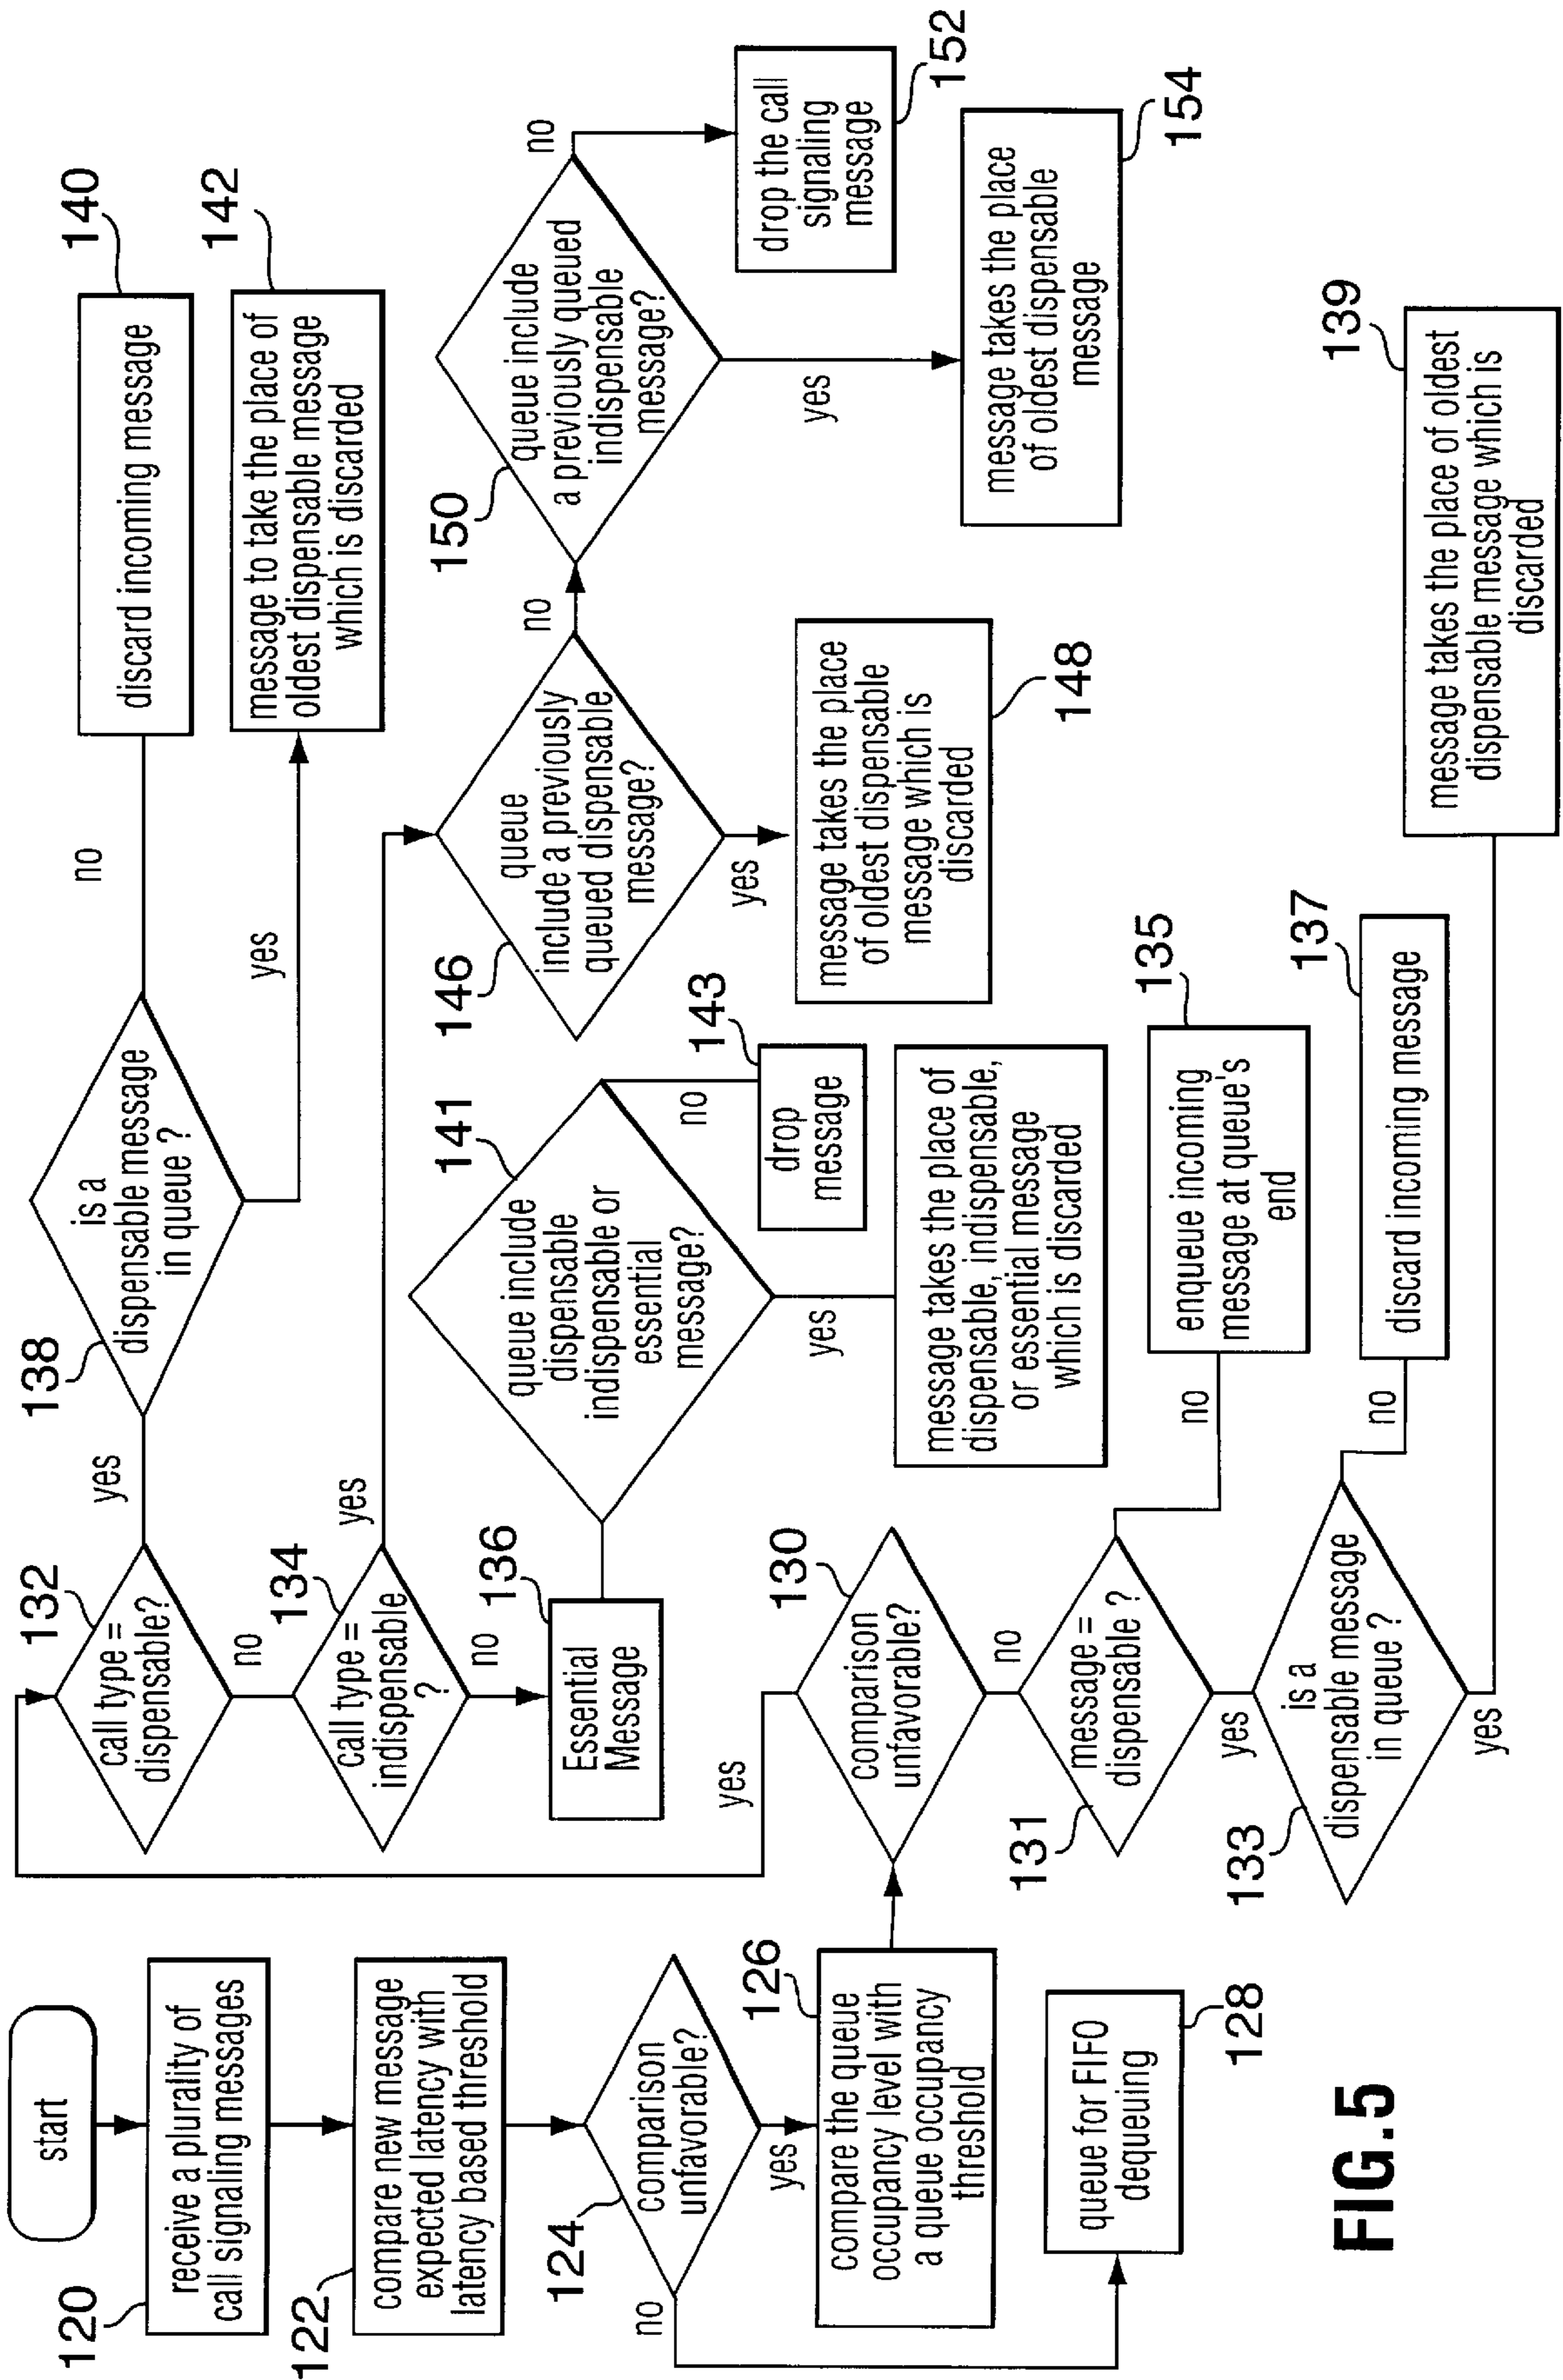 start
120
receive a plurality of
call signaling messages
122
compare new message
expected latency with
latency based threshold
124
comparison
unfavorable?
no
yes
126
compare the queue
occupancy level with
a queue occupancy
threshold
queue for FIFO
dequeuing
128
132
call type =
dispensable?
yes
no
138
is a
dispensable message
in queue ?
no
yes
140
discard incoming message
142
message to take the place of
oldest dispensable message
which is discarded
134
call type =
indispensable
?
yes
no
136
Essential
Message
141
queue include
dispensable
indispensable or
essential
message?
no
yes
143
drop
message
message takes the place of
dispensable, indispensable,
or essential message
which is discarded
146
queue
include a previously
queued dispensable
message?
no
yes
message takes the place
of oldest dispensable
message which is
discarded
148
150
queue include
a previously queued
indispensable
message?
no
yes
drop the call
signaling
message
152
message takes the place
of oldest dispensable
message
154
130
comparison
unfavorable?
yes
no
131
message =
dispensable ?
no
yes
135
enqueue incoming
message at queue's
end
133
is a
dispensable message
in queue ?
no
yes
137
discard incoming message
139
message takes the place of oldest
dispensable message which is
discarded
FIG.5